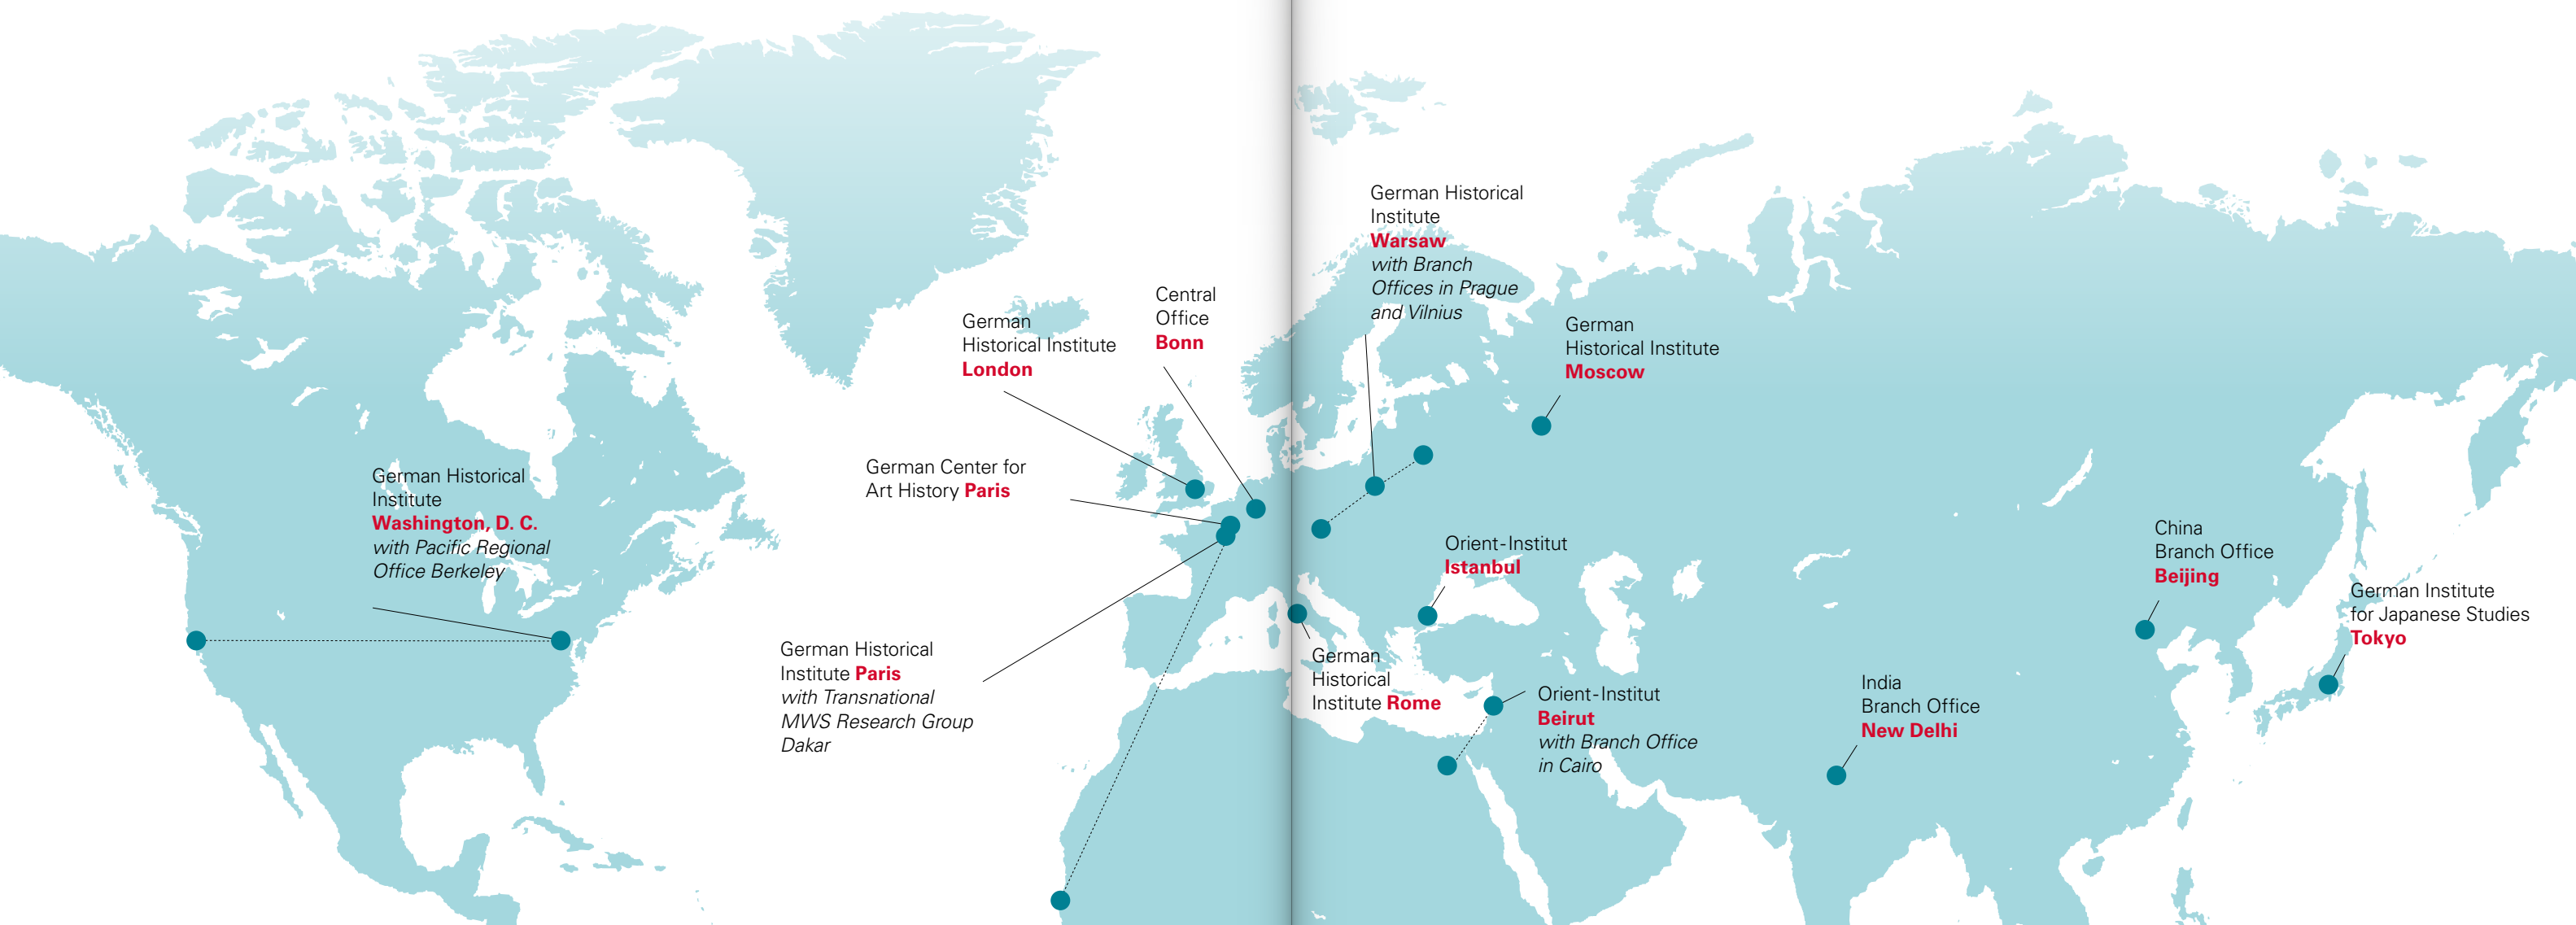 German Historical
Institute
Washington, D. C.
with Pacific Regional
Office Berkeley
German
Historical Institute
London
Central
Office
Bonn
German Center for
Art History Paris
German Historical
Institute Paris
with Transnational
MWS Research Group
Dakar
German Historical
Institute
Warsaw
with Branch
Offices in Prague
and Vilnius
German
Historical Institute
Moscow
Orient-Institut
Istanbul
German
Historical
Institute Rome
Orient-Institut
Beirut
with Branch Office
in Cairo
India
Branch Office
New Delhi
China
Branch Office
Beijing
German Institute
for Japanese Studies
Tokyo